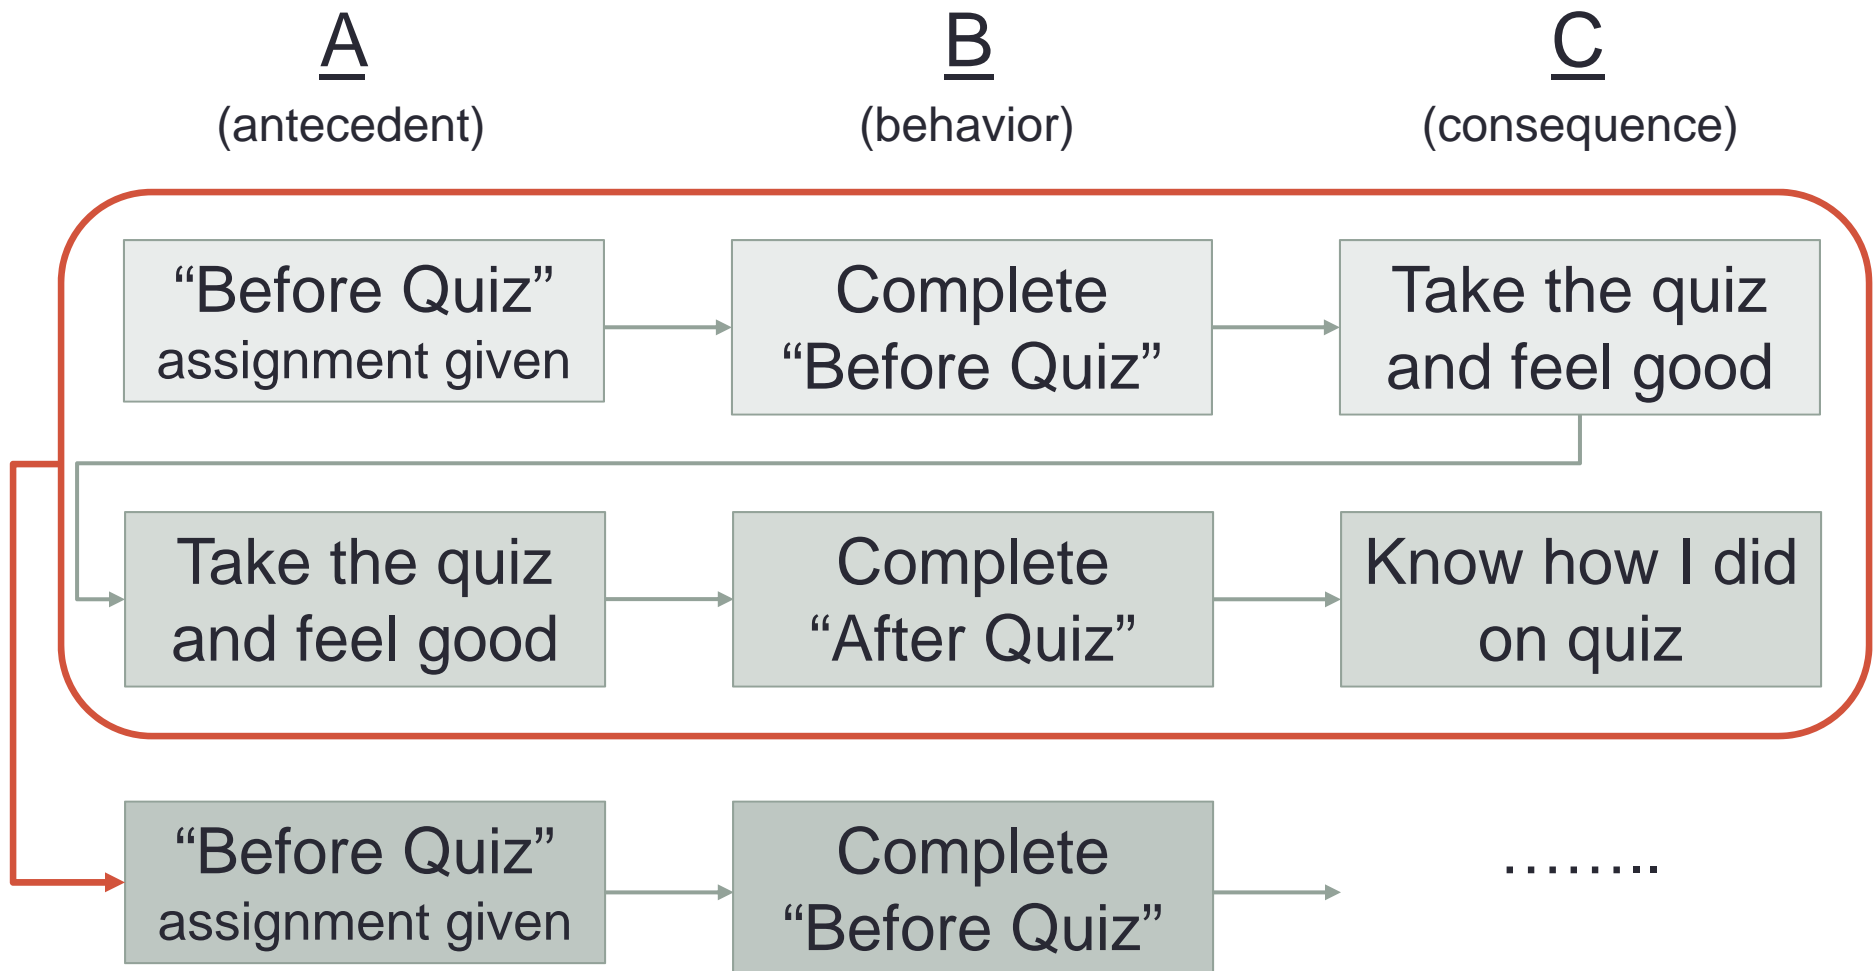 A
B
C
(antecedent)
(behavior)
(consequence)
“Before Quiz”
assignment given
Complete
“Before Quiz”
Take the quiz
and feel good
Take the quiz
and feel good
Complete
“After Quiz”
Know how I did
on quiz
“Before Quiz”
assignment given
Complete
“Before Quiz”
……..